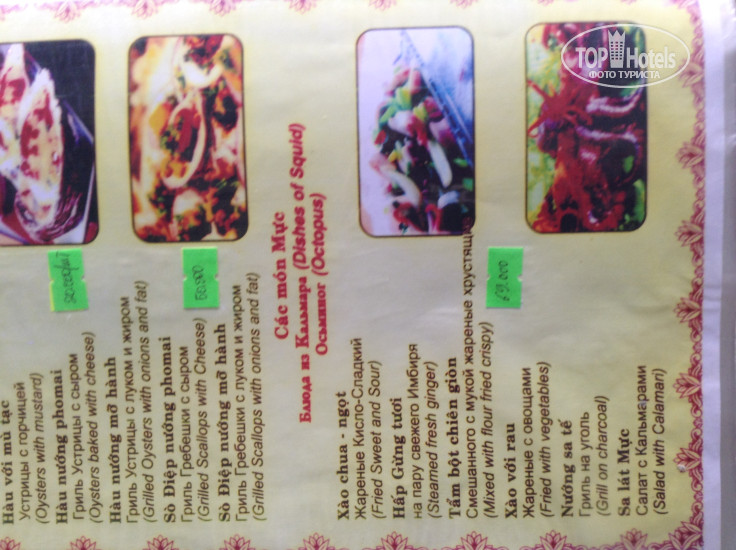 Hàu với mù tạc
Устрицы с горчицей
(Oysters with mustard)
Hàu nướng phomai
Гриль Устрицы с сыром
(Oysters baked with cheese)
Hàu nướng mỡ hành
Гриль Устрицы с луком и жиром
(Grilled Oysters with onions and fat)
Sò Điệp nướng phomai
Гриль Гребешки с сыром
(Grilled Scallops with Cheese)
50.000
Sò Điệp nướng mỡ hành
Гриль Гребешки с луком и жиром
(Grilled Scallops with onions and fat)
Các món Mực
Блюда из Кальмара (Dishes of Squid)
Осьминог (Octopus)
Xào chua - ngọt
Жареные Кисло-Сладкий
(Fried Sweet and Sour)
Hấp Gừng tươi
на пару свежего Имбиря
(Steamed fresh ginger)
Tẩm bột chiên giòn
Смешанного с мукой жареные хрустящ
(Mixed with flour fried crispy)
69.000
Xào với rau
Жареные с овощами
(Fried with vegetables)
Nướng sa tế
Гриль на уголь
(Grill on charcoal)
Sa lát Mực
Салат с Кальмарами
(Salad with Calamari)
TOP Hotels
ФОТО ТУРИСТА